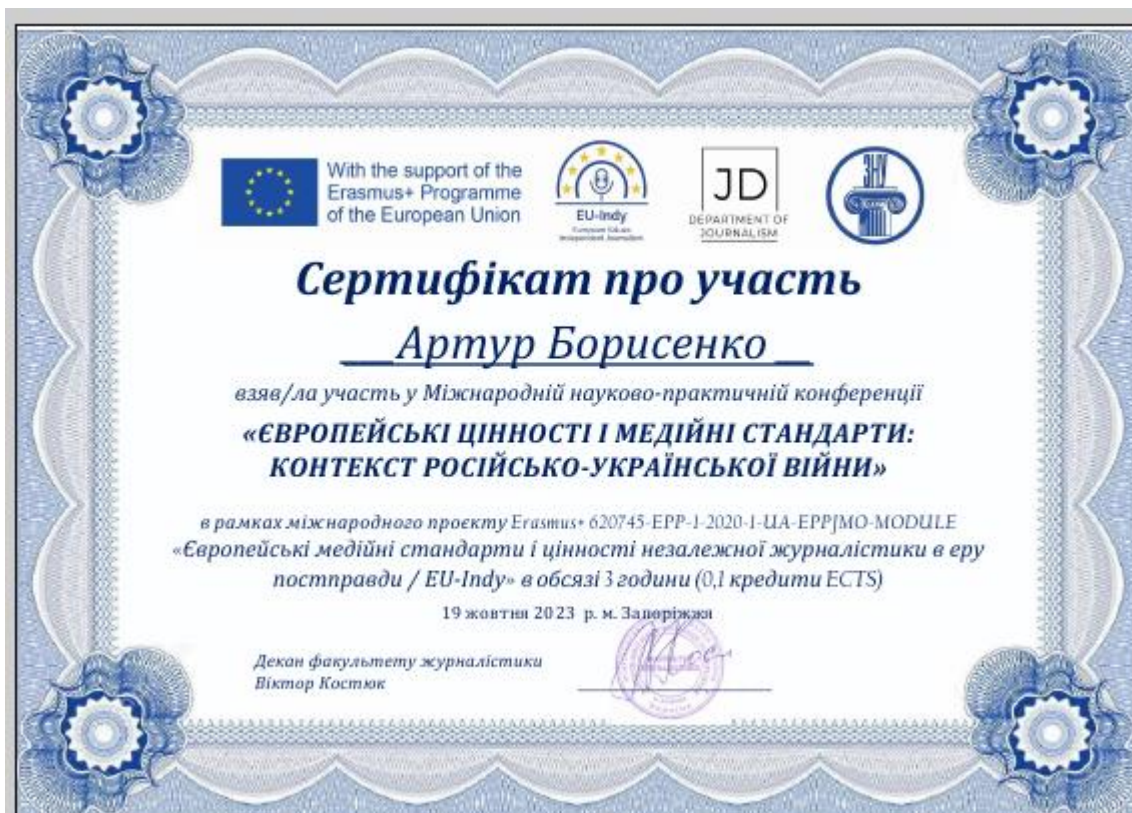 With the support of the
Erasmus+ Programme
of the European Union
EU-Indy
JD
DEPARTMENT OF
JOURNALISM
ЗНУ
Сертифікат про участь
___Артур Борисенко__
взяв/ла участь у Міжнародній науково-практичній конференції
«ЄВРОПЕЙСЬКІ ЦІННОСТІ І МЕДІЙНІ СТАНДАРТИ:
КОНТЕКСТ РОСІЙСЬКО-УКРАЇНСЬКОЇ ВІЙНИ»
в рамках міжнародного проєкту Erasmus+ 620745-EPP-1-2020-1-UA-EPPJMO-MODULE
«Європейські медійні стандарти і цінності незалежної журналістики в еру
постправди / EU-Indy» в обсязі 3 години (0,1 кредити ECTS)
19 жовтня 2023 р. м. Запоріжжя
Декан факультету журналістики
Віктор Костюк